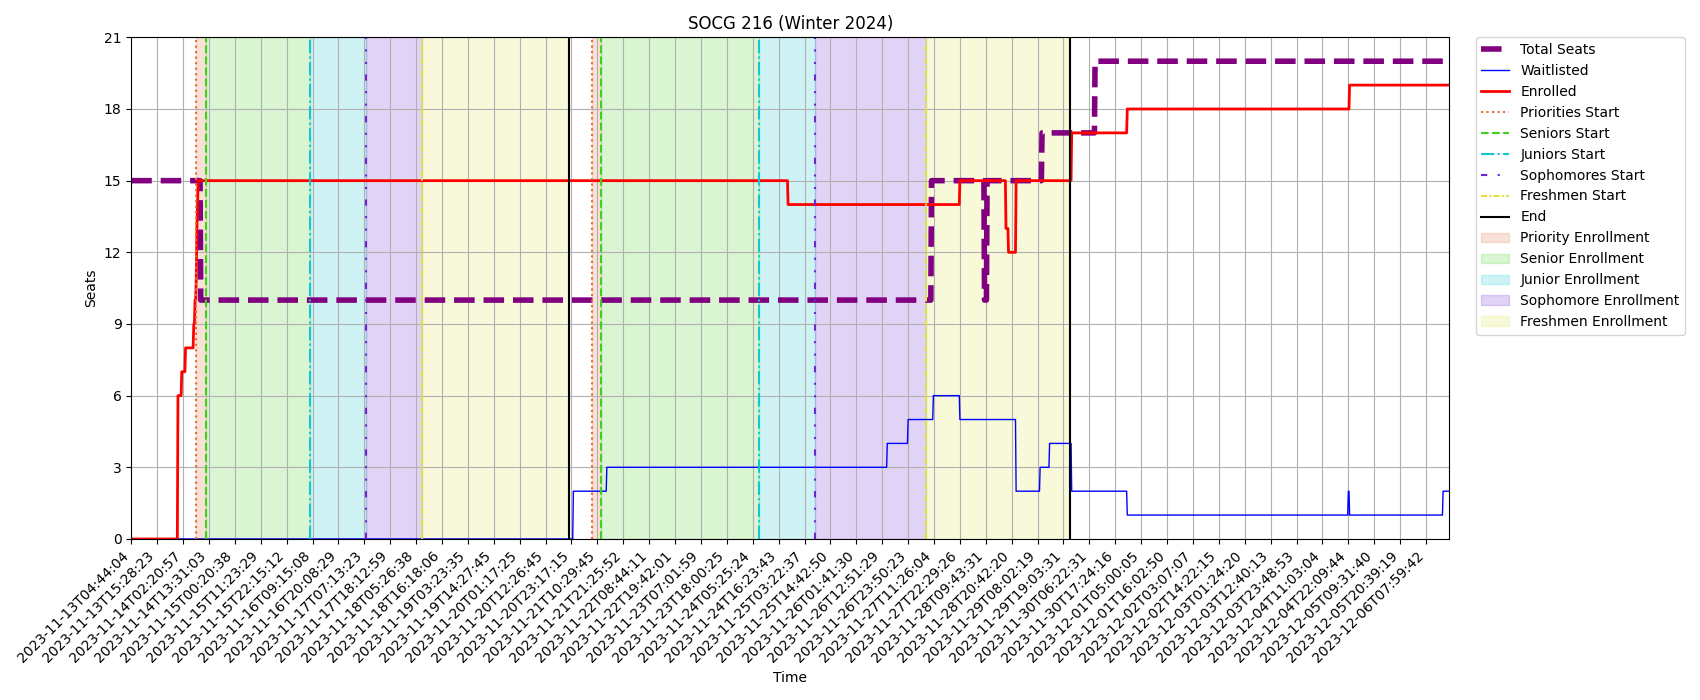 SOCG 216 (Winter 2024)
21
18
15
12
9
6
3
0
Seats
2023-11-13T04:44:04
2023-11-13T15:28:23
2023-11-14T02:20:57
2023-11-14T13:31:03
2023-11-15T00:20:38
2023-11-15T11:23:29
2023-11-15T22:15:12
2023-11-16T09:15:08
2023-11-16T20:08:29
2023-11-17T07:13:23
2023-11-17T18:12:59
2023-11-18T05:26:38
2023-11-18T16:18:06
2023-11-19T03:23:35
2023-11-19T14:27:45
2023-11-20T01:17:25
2023-11-20T12:26:45
2023-11-20T23:17:15
2023-11-21T10:29:45
2023-11-21T21:25:52
2023-11-22T08:44:11
2023-11-22T19:42:01
2023-11-23T07:01:59
2023-11-23T18:00:25
2023-11-24T05:25:24
2023-11-24T16:23:43
2023-11-25T03:22:37
2023-11-25T14:42:50
2023-11-26T01:41:30
2023-11-26T12:51:29
2023-11-26T23:50:23
2023-11-27T11:26:04
2023-11-27T22:29:26
2023-11-28T09:43:31
2023-11-28T20:42:20
2023-11-29T08:02:19
2023-11-29T19:03:31
2023-11-30T06:22:31
2023-11-30T17:24:16
2023-12-01T05:00:05
2023-12-01T16:02:50
2023-12-02T03:07:07
2023-12-02T14:22:15
2023-12-03T01:24:20
2023-12-03T12:40:13
2023-12-03T23:48:53
2023-12-04T11:03:04
2023-12-04T22:09:44
2023-12-05T09:31:40
2023-12-05T20:39:19
2023-12-06T07:59:42
Time
Total Seats
Waitlisted
Enrolled
Priorities Start
Seniors Start
Juniors Start
Sophomores Start
Freshmen Start
End
Priority Enrollment
Senior Enrollment
Junior Enrollment
Sophomore Enrollment
Freshmen Enrollment